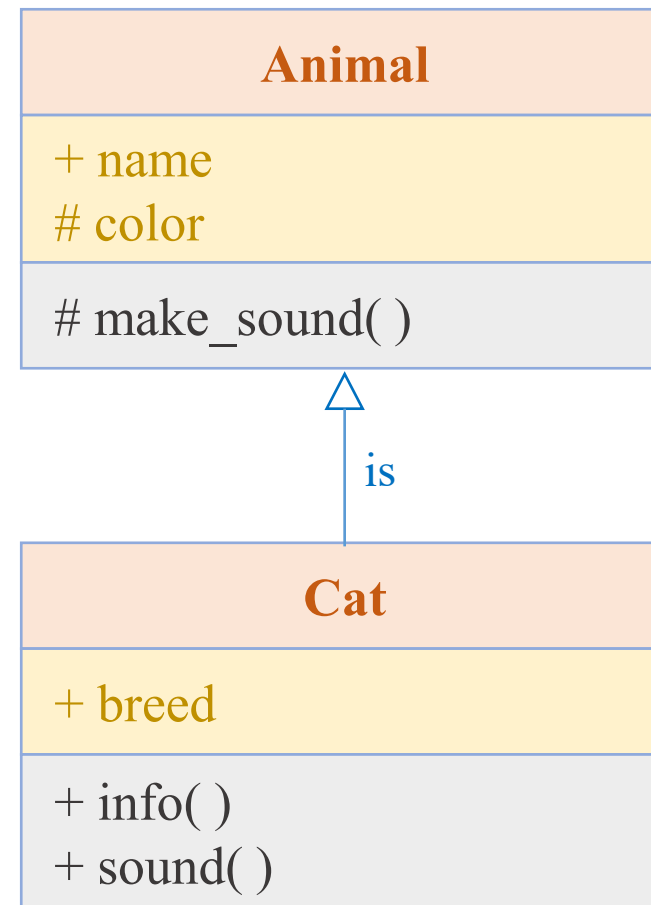 Animal
+ name
# color
# make_sound( )
is
Cat
+ breed
+ info( )
+ sound( )